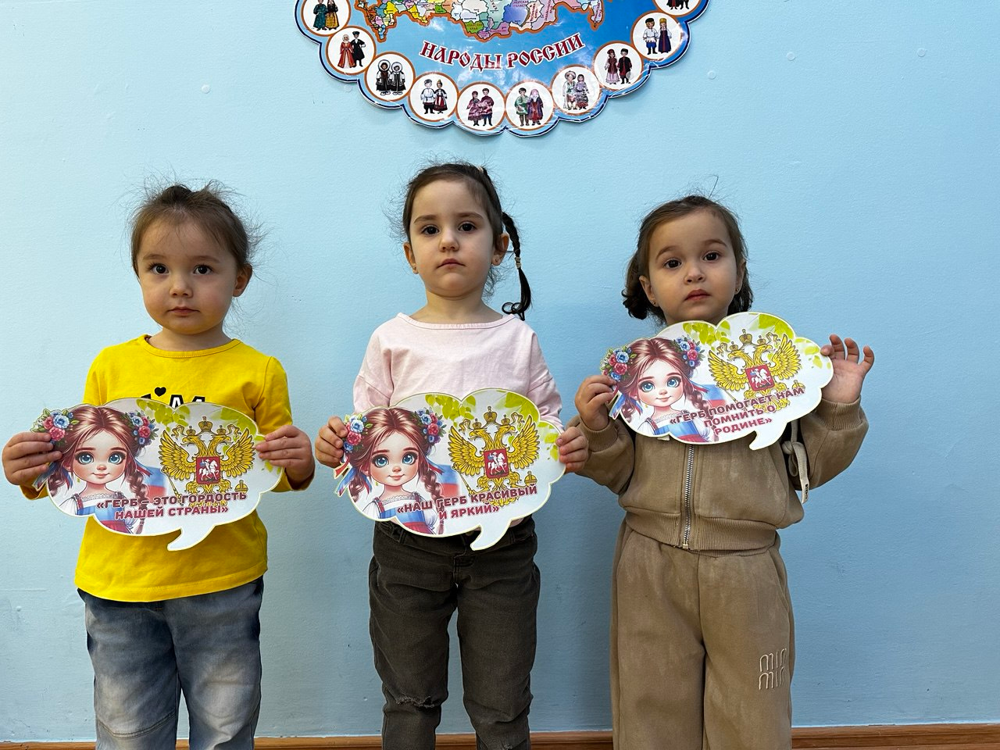 НАРОДЫ РОССИИ
I'M
«ГЕРБ – ЭТО ГОРДОСТЬ
НАШЕЙ СТРАНЫ»
«НАШ ГЕРБ КРАСИВЫЙ
И ЯРКИЙ»
«ГЕРБ ПОМОГАЕТ НАМ
ПОМНИТЬ О
РОДИНЕ»